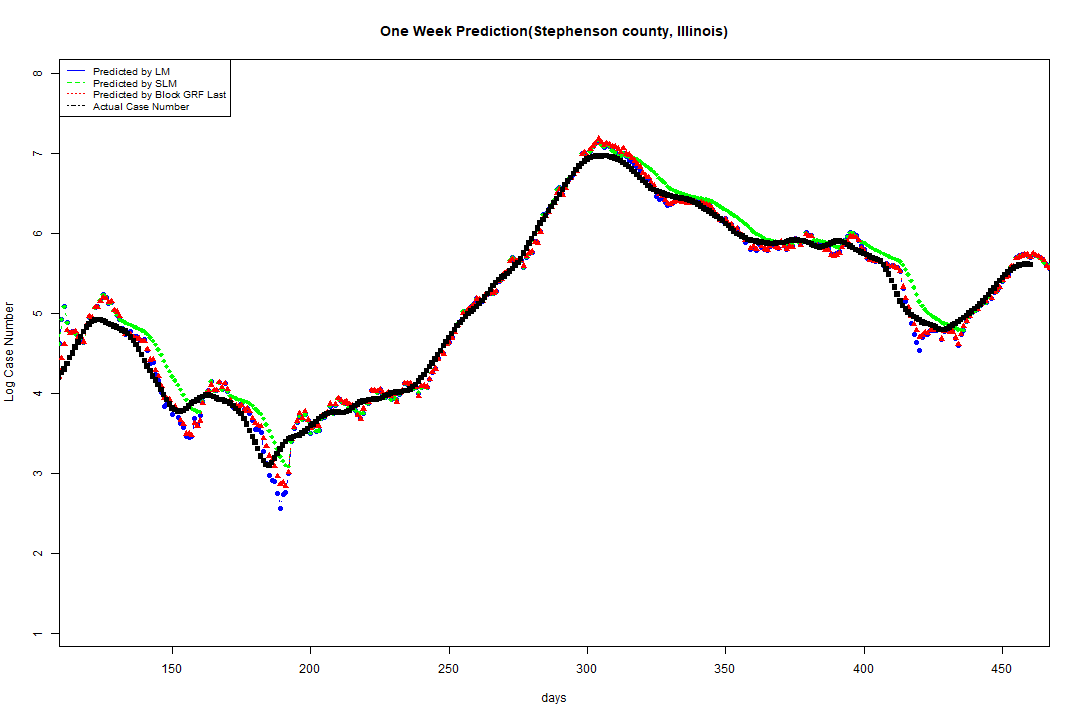 One Week Prediction(Stephenson county, Illinois)
Predicted by LM
Predicted by SLM
Predicted by Block GRF Last
Actual Case Number
8
7
6
5
4
3
2
1
Log Case Number
150 200 250 300 350 400 450
days